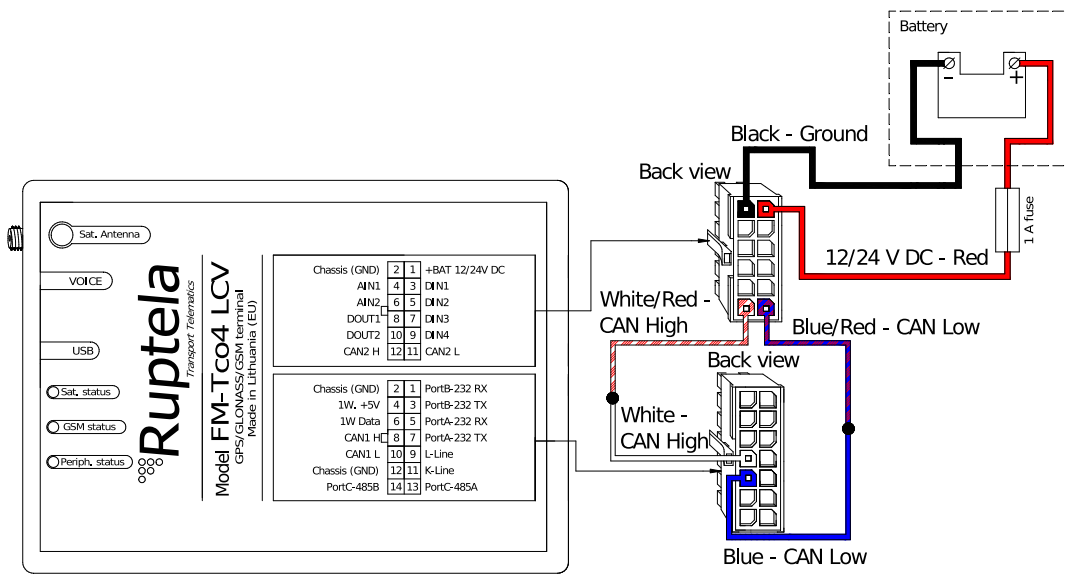 Battery
-
+
Black - Ground
Back view
1 A fuse
12/24 V DC - Red
White/Red -
CAN High
Blue/Red - CAN Low
Back view
White -
CAN High
Blue - CAN Low
Sat. Antenna
VOICE
USB
Sat. status
GSM status
Periph. status
Ruptela
Transport Telematics
Model FM-Tco4 LCV
GPS/GLONASS/GSM terminal
Made in Lithuania (EU)
Chassis (GND) 2 1 +BAT 12/24V DC
AIN1 4 3 DIN1
AIN2 6 5 DIN2
DOUT1 8 7 DIN3
DOUT2 10 9 DIN4
CAN2 H 12 11 CAN2 L
Chassis (GND) 2 1 PortB-232 RX
1W. +5V 4 3 PortB-232 TX
1W Data 6 5 PortA-232 RX
CAN1 H 8 7 PortA-232 TX
CAN1 L 10 9 L-Line
Chassis (GND) 12 11 K-Line
PortC-485B 14 13 PortC-485A